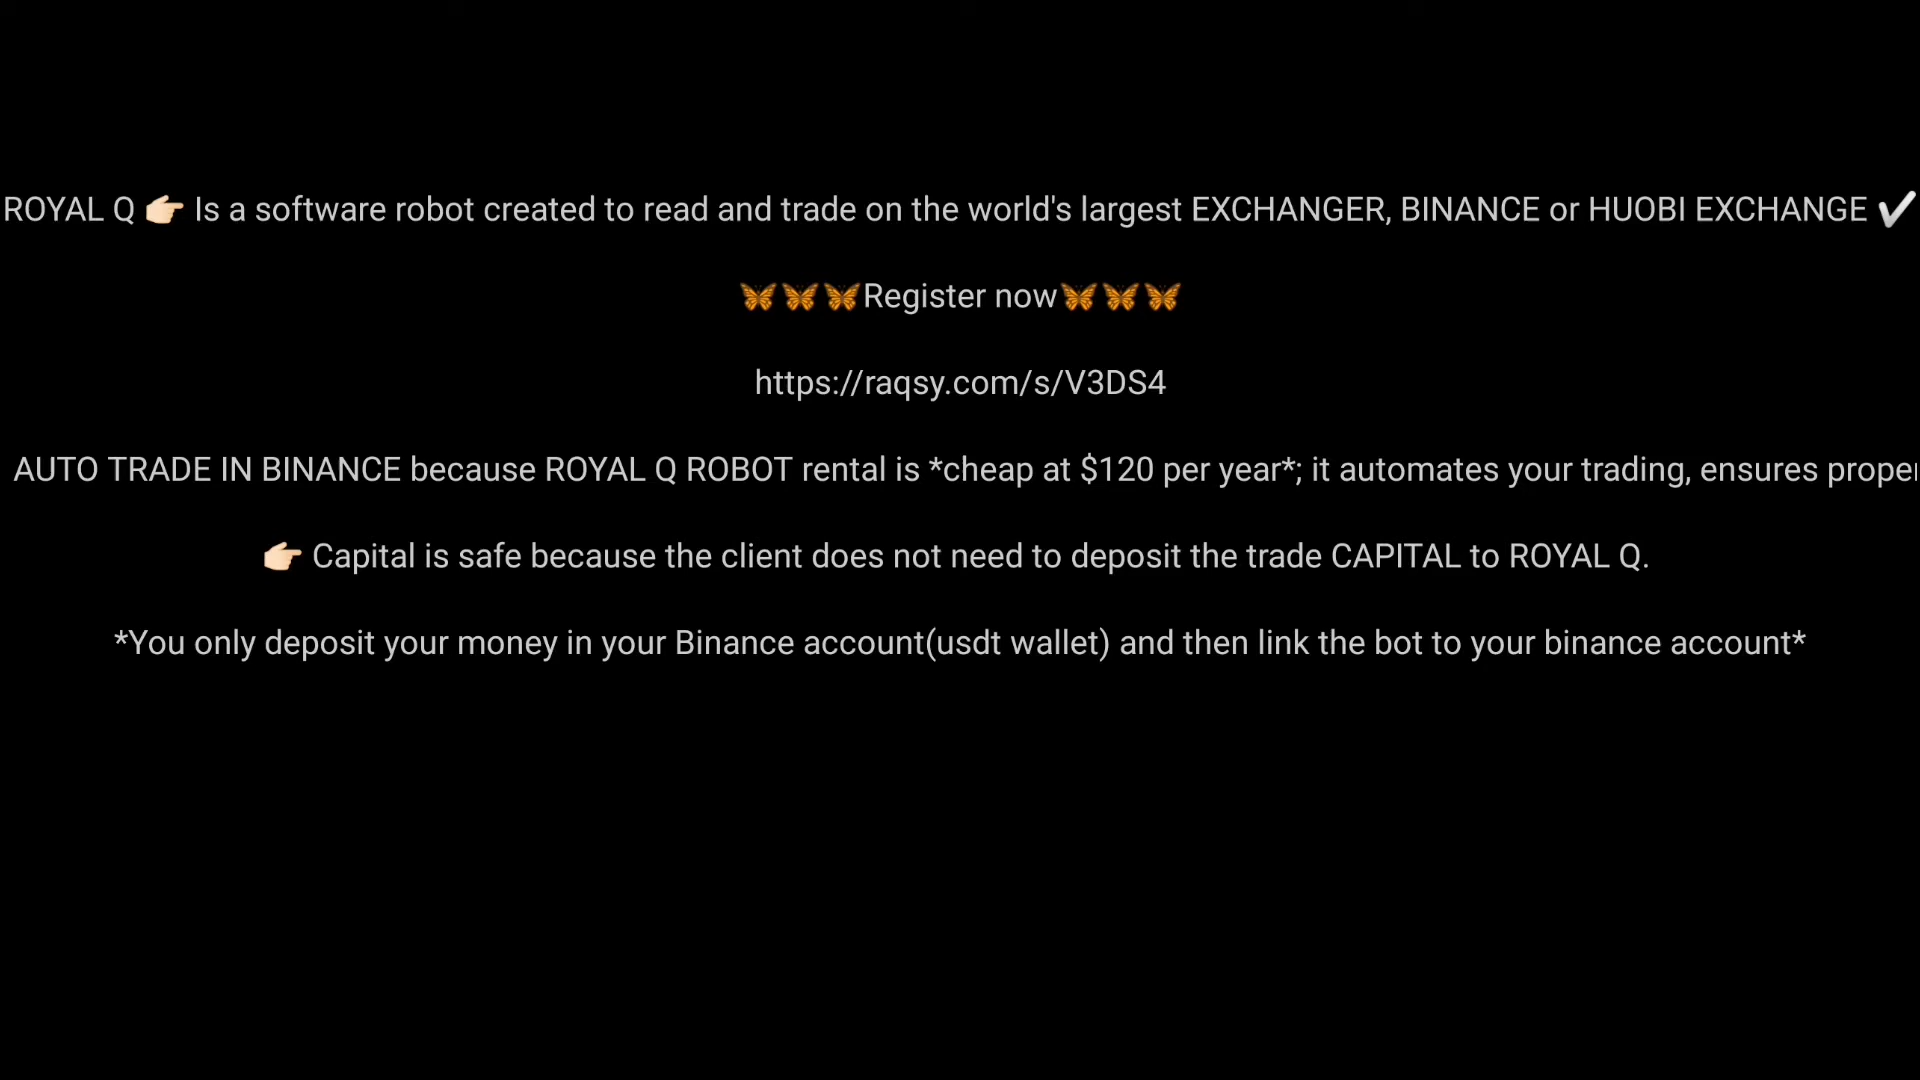 ROYAL Q 👉🏻 Is a software robot created to read and trade on the world's largest EXCHANGER, BINANCE or HUOBI EXCHANGE ✔️
🦋🦋🦋Register now🦋🦋🦋
https://raqsy.com/s/V3DS4
AUTO TRADE IN BINANCE because ROYAL Q ROBOT rental is *cheap at $120 per year*; it automates your trading, ensures proper
👉🏻 Capital is safe because the client does not need to deposit the trade CAPITAL to ROYAL Q.
*You only deposit your money in your Binance account(usdt wallet) and then link the bot to your binance account*